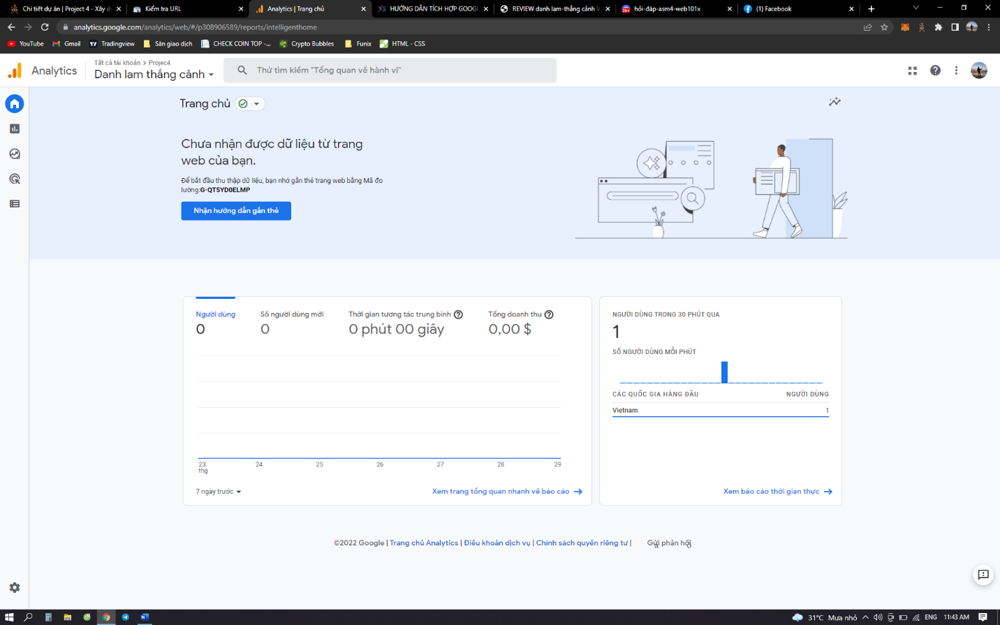 Chi tiết dự án | Project 4 - Xây d
Kiểm tra URL
Analytics | Trang chủ
HƯỚNG DẪN TÍCH HỢP GOOGL
REVIEW danh lam-thắng cảnh V
hỏi-đáp-asm4-web101x
(1) Facebook
analytics.google.com/analytics/web/#/p308906589/reports/intelligenthome
YouTube
Gmail
Tradingview
Sàn giao dịch
CHECK COIN TOP -...
Crypto Bubbles
Funix
HTML - CSS
Analytics
Tất cả tài khoản > Projec4
Danh lam thắng cảnh
Thử tìm kiếm "Tổng quan về hành vi"
Trang chủ
Chưa nhận được dữ liệu từ trang
web của bạn.
Để bắt đầu thu thập dữ liệu, bạn nhớ gắn thẻ trang web bằng Mã đo
lường:G-QT5YD0ELMP
Nhận hướng dẫn gắn thẻ
Người dùng
0
Số người dùng mới
0
Thời gian tương tác trung bình
0 phút 00 giây
Tổng doanh thu
0,00 $
23
thg
24
25
26
27
28
29
7 ngày trước
Xem trang tổng quan nhanh về báo cáo
NGƯỜI DÙNG TRONG 30 PHÚT QUA
1
SỐ NGƯỜI DÙNG MỖI PHÚT
CÁC QUỐC GIA HÀNG ĐẦU
NGƯỜI DÙNG
Vietnam
1
Xem báo cáo thời gian thực
©2022 Google | Trang chủ Analytics | Điều khoản dịch vụ | Chính sách quyền riêng tư |
Gửi phản hồi
31°C Mưa nhỏ
ENG
11:43 AM